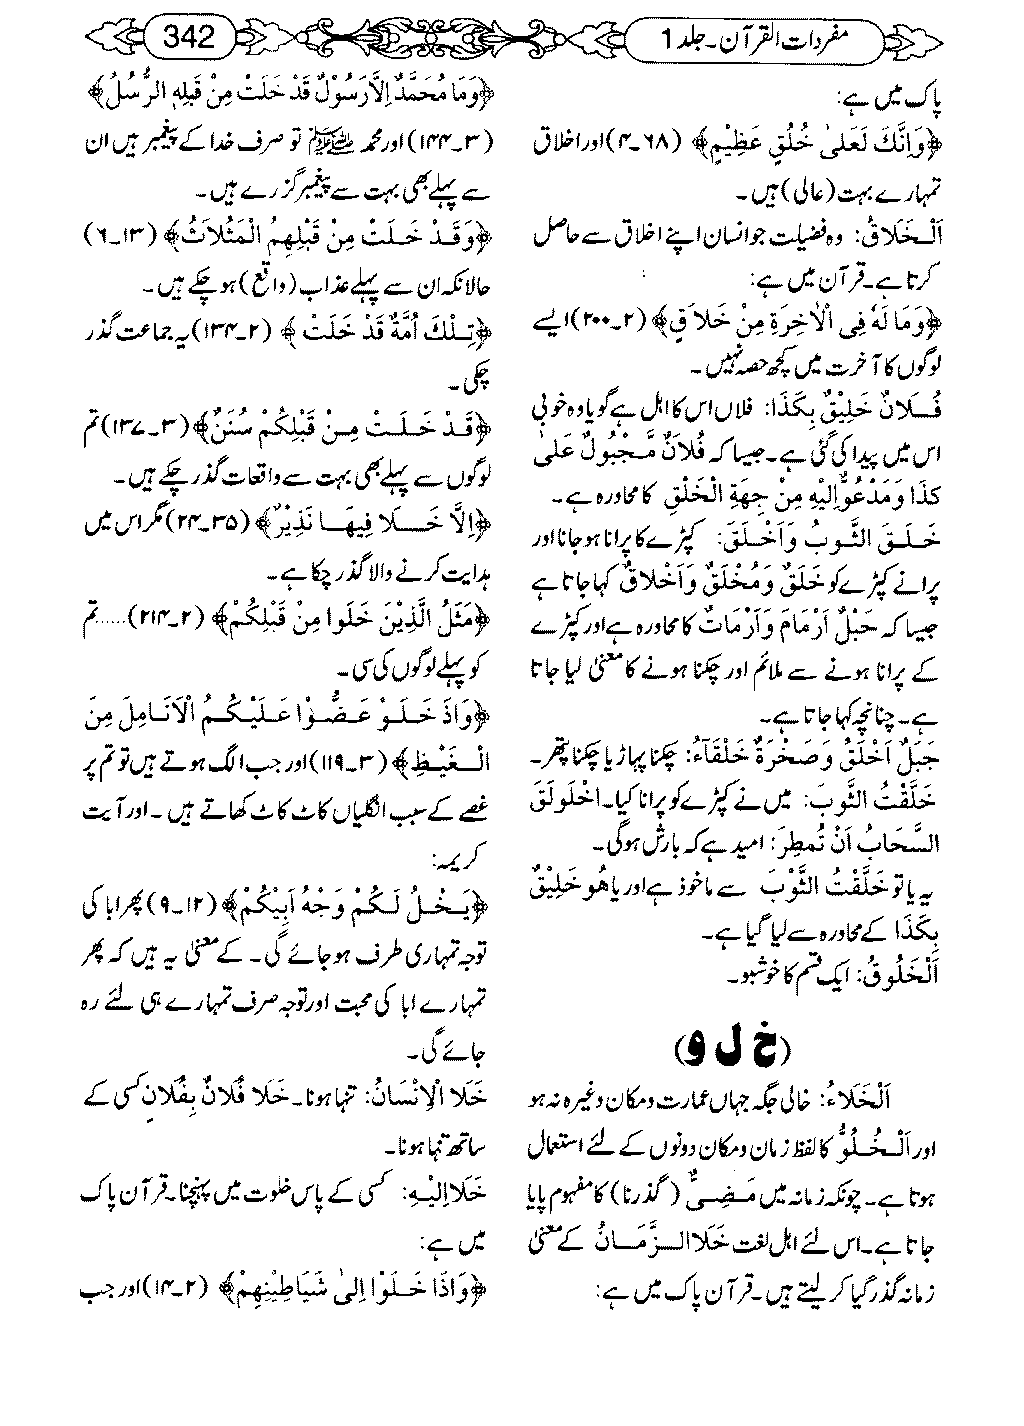 مفردات القرآن۔ جلد 1
342
پاک میں ہے:
﴿وَاِنَّكَ لَعَلٰى خُلُقٍ عَظِيْمٍ﴾ (۶۸۔۴) اور اخلاق
تمہارے بہت (عالی) ہیں۔
اَلْخَلَاقُ: وہ فضیلت جو انسان اپنے اخلاق سے حاصل
کرتا ہے۔ قرآن میں ہے:
﴿وَمَا لَهٗ فِى الْاٰخِرَةِ مِنْ خَلَاقٍ﴾ (۲۔۲۰۰) ایسے
لوگوں کا آخرت میں کچھ حصہ نہیں۔
فُلَانٌ خَلِيْقٌ بِكَذَا: فلاں اس کا اہل ہے گویا وہ خوبی
اس میں پیدا کی گئی ہے۔ جیسا کہ فُلَانٌ مَّجْبُوْلٌ عَلٰى
كَذَا وَمَدْعُوٌّ اِلَيْهِ مِنْ جِهَةِ الْخَلْقِ کا محاورہ ہے۔
خَلَقَ الثَّوْبُ وَاَخْلَقَ: کپڑے کا پرانا ہو جانا اور
پرانے کپڑے کو خَلَقٌ وَمُخْلَقٌ وَاَخْلَاقٌ کہا جاتا ہے
جیسا کہ حَبْلٌ اَرْمَامَ وَاَرْمَاتٌ کا محاورہ ہے اور کپڑے
کے پرانا ہونے سے ملائم اور چکنا ہونے کا معنیٰ لیا جاتا
ہے۔ چنانچہ کہا جاتا ہے۔
جَبَلٌ اَخْلَقُ وَصَخْرَةٌ خَلْقَآءُ: چکنا پہاڑ یا چکنا پتھر۔
خَلَّقْتُ الثَّوْبَ: میں نے کپڑے کو پرانا کیا۔ اِخْلَوْلَقَ
السَّحَابُ اَنْ تُمْطِرَ: امید ہے کہ بارش ہوگی۔
یہ یا تو خَلَّقْتُ الثَّوْبَ سے ماخوذ ہے اور یا هُوَ خَلِيْقٌ
بِكَذَا کے محاورہ سے لیا گیا ہے۔
اَلْخَلُوْقُ: ایک قسم کا خوشبو۔
(خ ل و)
اَلْخَلَاءُ: خالی جگہ جہاں عمارت و مکان وغیرہ نہ ہو
اور اَلْخُلُوُّ کا لفظ زمان و مکان دونوں کے لئے استعمال
ہوتا ہے۔ چونکہ زمانہ میں مَضِىٌّ (گذرنا) کا مفہوم پایا
جاتا ہے۔ اس لئے اہل لغت خَلَا الزَّمَانُ کے معنی
زمانہ گذر گیا کر لیتے ہیں۔ قرآن پاک میں ہے:
﴿وَمَا مُحَمَّدٌ اِلَّا رَسُوْلٌ قَدْ خَلَتْ مِنْ قَبْلِهِ الرُّسُلُ﴾
(۳۔۱۴۴) اور محمد ﷺ تو صرف خدا کے پیغمبر ہیں ان
سے پہلے بھی بہت سے پیغمبر گزرے ہیں۔
﴿وَقَدْ خَلَتْ مِنْ قَبْلِهِمُ الْمَثُلَاتُ﴾ (۱۳۔۶)
حالانکہ ان سے پہلے عذاب (واقع) ہو چکے ہیں۔
﴿تِلْكَ اُمَّةٌ قَدْ خَلَتْ﴾ (۲۔۱۳۴) یہ جماعت گذر
چکی۔
﴿قَدْ خَلَتْ مِنْ قَبْلِكُمْ سُنَنٌ﴾ (۳۔۱۳۷) تم
لوگوں سے پہلے بھی بہت سے واقعات گذر چکے ہیں۔
﴿اِلَّا خَلَا فِيْهَا نَذِيْرٌ﴾ (۳۵۔۲۴) مگر اس میں
ہدایت کرنے والا گذر چکا ہے۔
﴿مَثَلُ الَّذِيْنَ خَلَوْا مِنْ قَبْلِكُمْ﴾ (۲۔۲۱۴)..... تم
کو پہلے لوگوں کی سی۔
﴿وَاِذَا خَلَوْ عَضُّوْا عَلَيْكُمُ الْاَنَامِلَ مِنَ
الْغَيْظِ﴾ (۳۔۱۱۹) اور جب الگ ہوتے ہیں تو تم پر
غصے کے سبب انگلیاں کاٹ کاٹ کھاتے ہیں۔ اور آیت
کریمہ:
﴿يَخْلُ لَكُمْ وَجْهُ اَبِيْكُمْ﴾ (۱۲۔۹) پھر ابا کی
توجہ تمہاری طرف ہو جائے گی۔ کے معنیٰ یہ ہیں کہ پھر
تمہارے ابا کی محبت اور توجہ صرف تمہارے ہی لئے رہ
جائے گی۔
خَلَا الْاِنْسَانُ: تنہا ہونا۔ خَلَا فُلَانٌ بِفُلَانٍ کسی کے
ساتھ تنہا ہونا۔
خَلَا اِلَيْهِ: کسی کے پاس خلوت میں پہنچنا۔ قرآن پاک
میں ہے:
﴿وَاِذَا خَلَوْا اِلٰى شَيَاطِيْنِهِمْ﴾ (۲۔۱۴) اور جب